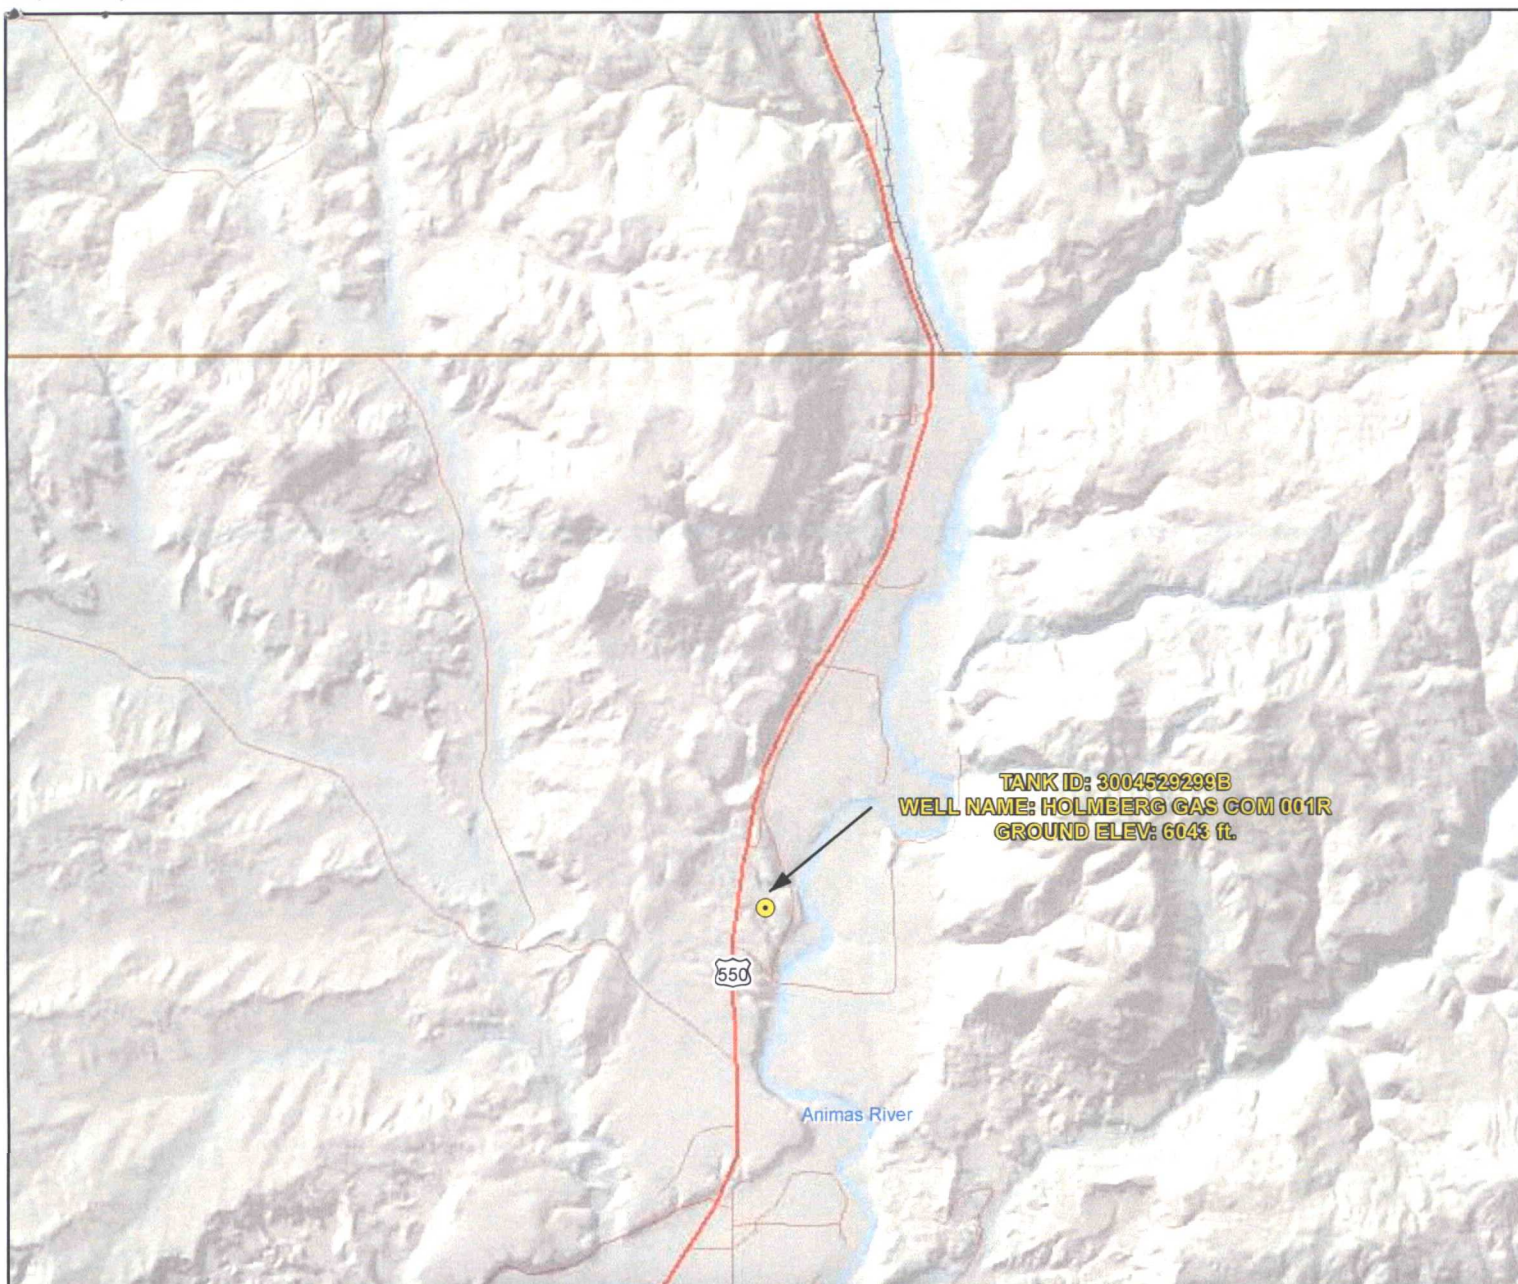 TANK ID: 3004529299B
WELL NAME: HOLMBERG GAS COM 001R
GROUND ELEV: 6043 ft.
550
Animas River